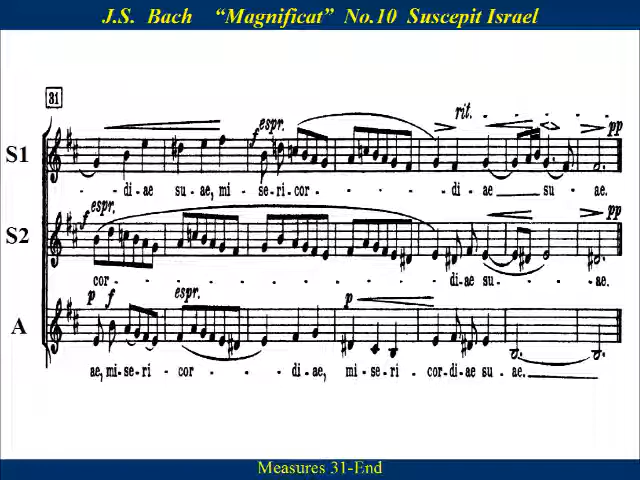 J.S. Bach “Magnificat” No.10 Suscepit Israel
31
rit.
f espr.
pp
S1
- di - ae su - ae, mi - se - ri - cor - - - - di - ae su - ae.
f espr.
pp
S2
cor - - - - - - - - - - diae su - - ae.
p f espr. p
A
ae, mi - se - ri - cor - - di - ae, mi - se - ri - cor - di - ae su - ae.
Measures 31-End